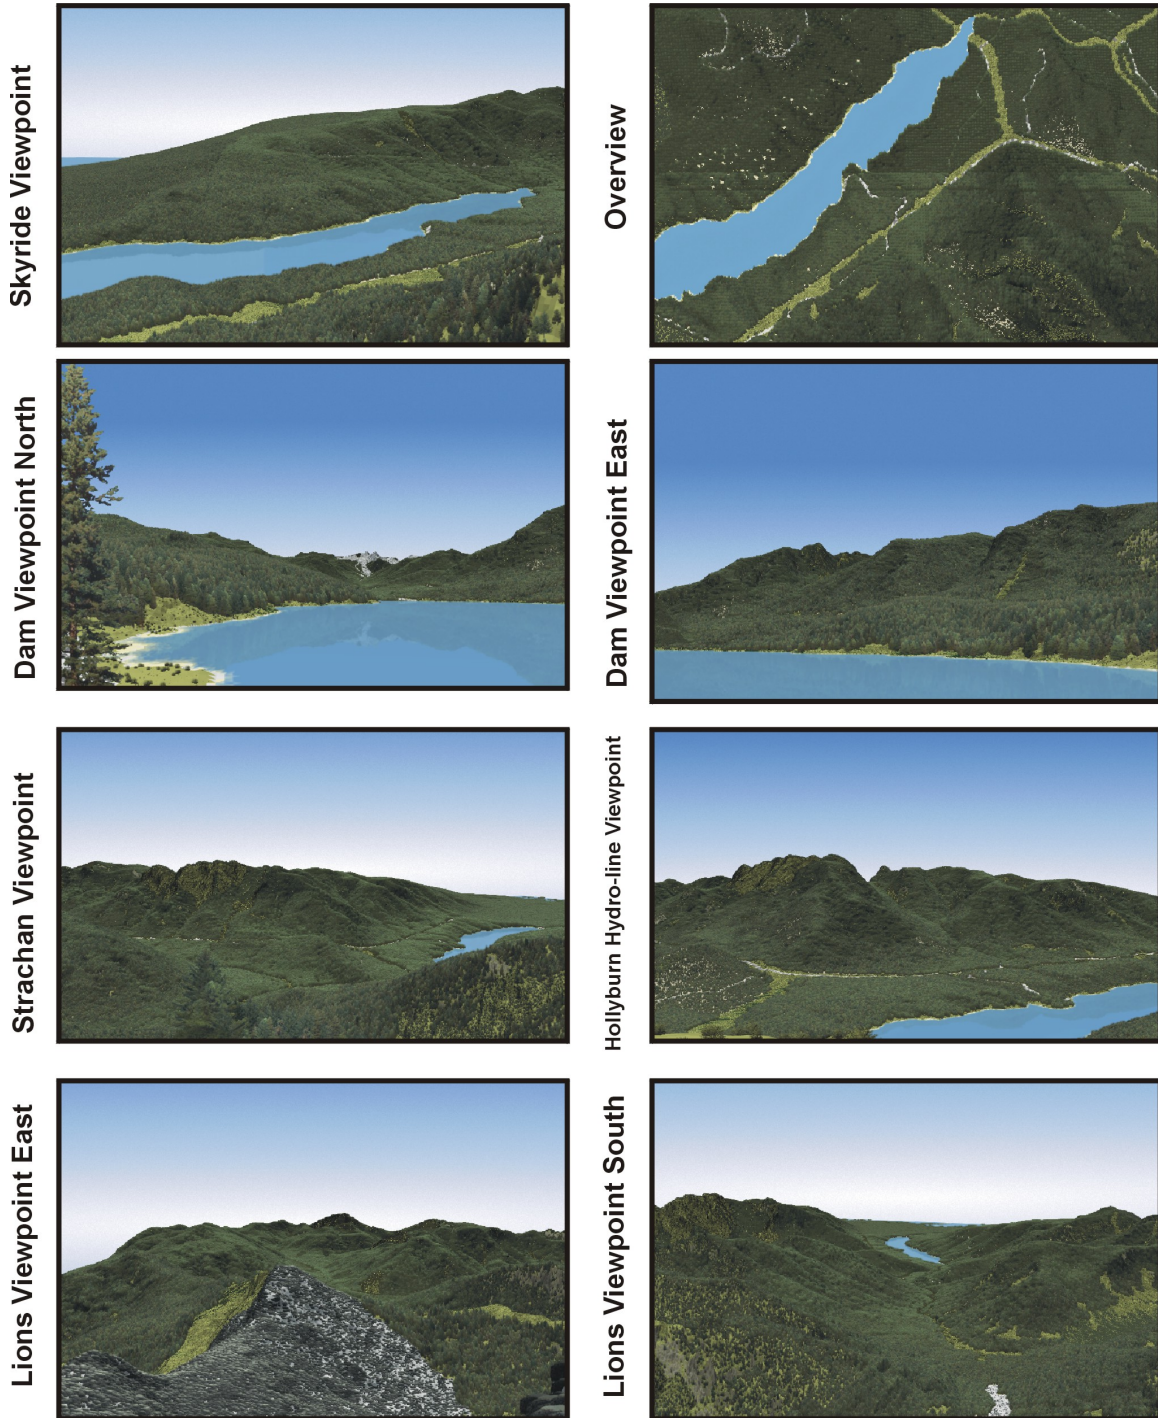 Skyride Viewpoint
Overview
Dam Viewpoint North
Dam Viewpoint East
Strachan Viewpoint
Hollyburn Hydro-line Viewpoint
Lions Viewpoint East
Lions Viewpoint South